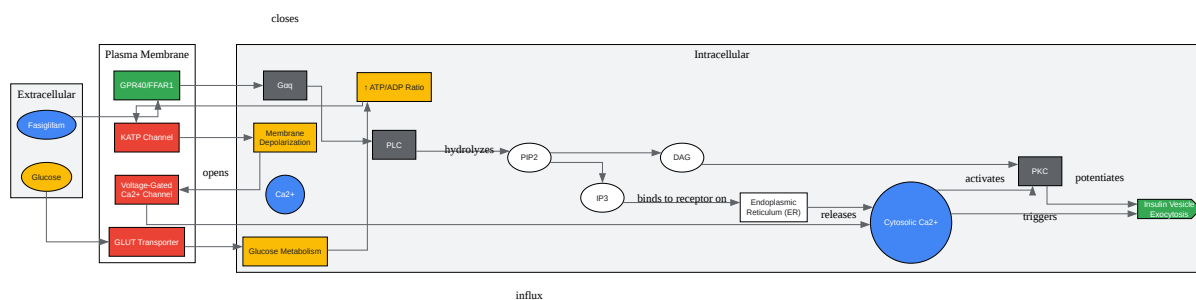 closes
Plasma Membrane
Intracellular
Extracellular
GPR40/FFAR1
Gαq
↑ ATP/ADP Ratio
Fasiglifam
KATP Channel
Membrane
Depolarization
PLC
hydrolyzes
PIP2
DAG
Glucose
opens
Voltage-Gated
Ca2+ Channel
Ca2+
IP3
binds to receptor on
Endoplasmic
Reticulum (ER)
releases
Cytosolic Ca2+
activates
PKC
potentiates
triggers
Insulin Vesicle
Exocytosis
GLUT Transporter
Glucose Metabolism
influx